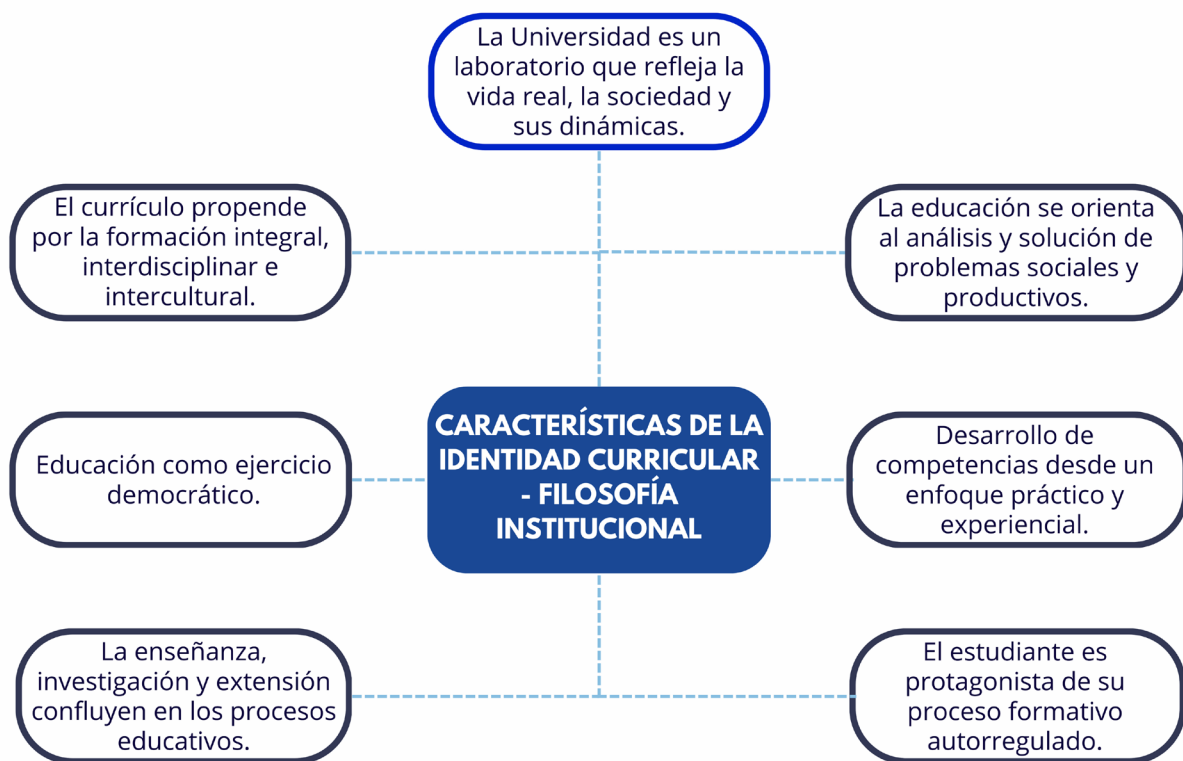 La Universidad es un
laboratorio que refleja la
vida real, la sociedad y
sus dinámicas.
El currículo propende
por la formación integral,
interdisciplinar e
intercultural.
La educación se orienta
al análisis y solución de
problemas sociales y
productivos.
Educación como ejercicio
democrático.
CARACTERÍSTICAS DE LA
IDENTIDAD CURRICULAR
- FILOSOFÍA
INSTITUCIONAL
Desarrollo de
competencias desde un
enfoque práctico y
experiencial.
La enseñanza,
investigación y extensión
confluyen en los procesos
educativos.
El estudiante es
protagonista de su
proceso formativo
autorregulado.